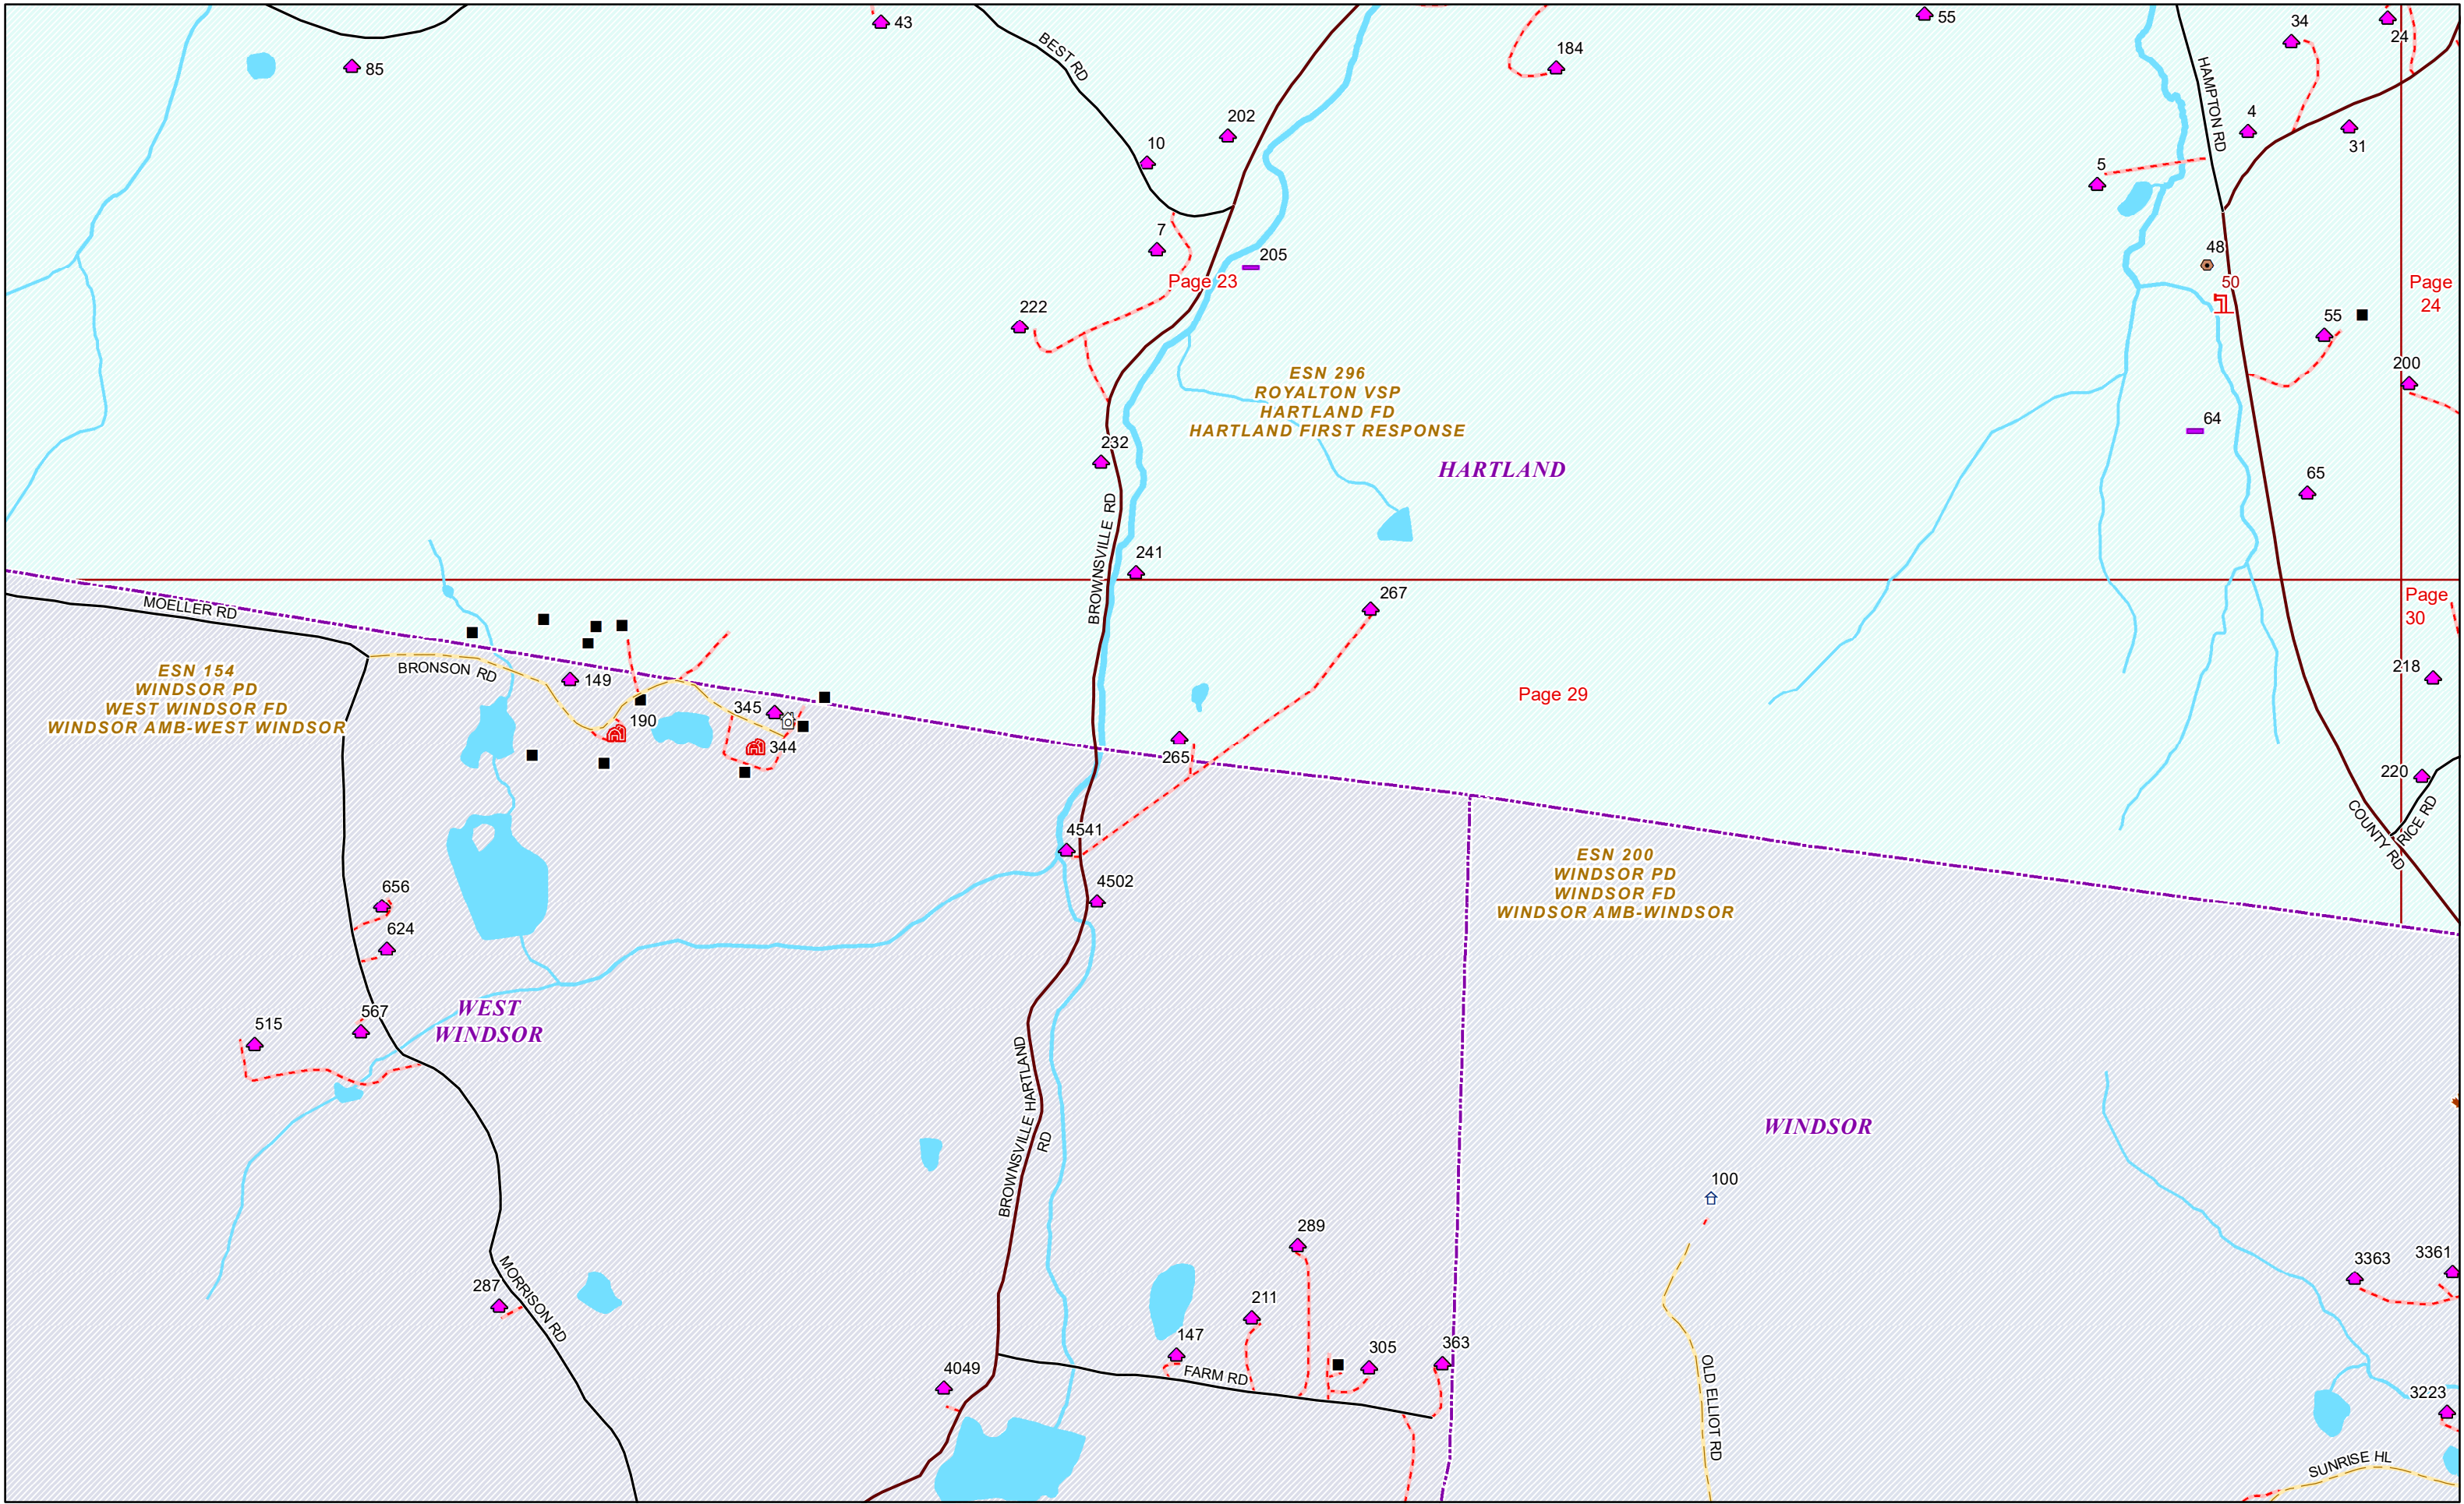 43
85
BEST RD
184
55
34
24
HAMPTON RD
202
10
4
31
5
7
205
48
Page 23
50
Page
24
222
55
200
ESN 296
ROYALTON VSP
HARTLAND FD
HARTLAND FIRST RESPONSE
64
232
HARTLAND
65
BROWNSVILLE RD
241
267
Page
30
MOELLER RD
BRONSON RD
149
218
ESN 154
WINDSOR PD
WEST WINDSOR FD
WINDSOR AMB-WEST WINDSOR
Page 29
345
190
344
265
220
COUNTY RD
RICE RD
4541
ESN 200
WINDSOR PD
WINDSOR FD
WINDSOR AMB-WINDSOR
656
4502
624
567
515
WEST
WINDSOR
BROWNSVILLE HARTLAND
RD
WINDSOR
100
289
3363
3361
287
MORRISON RD
211
147
305
363
4049
FARM RD
OLD ELLIOT RD
3223
SUNRISE HL